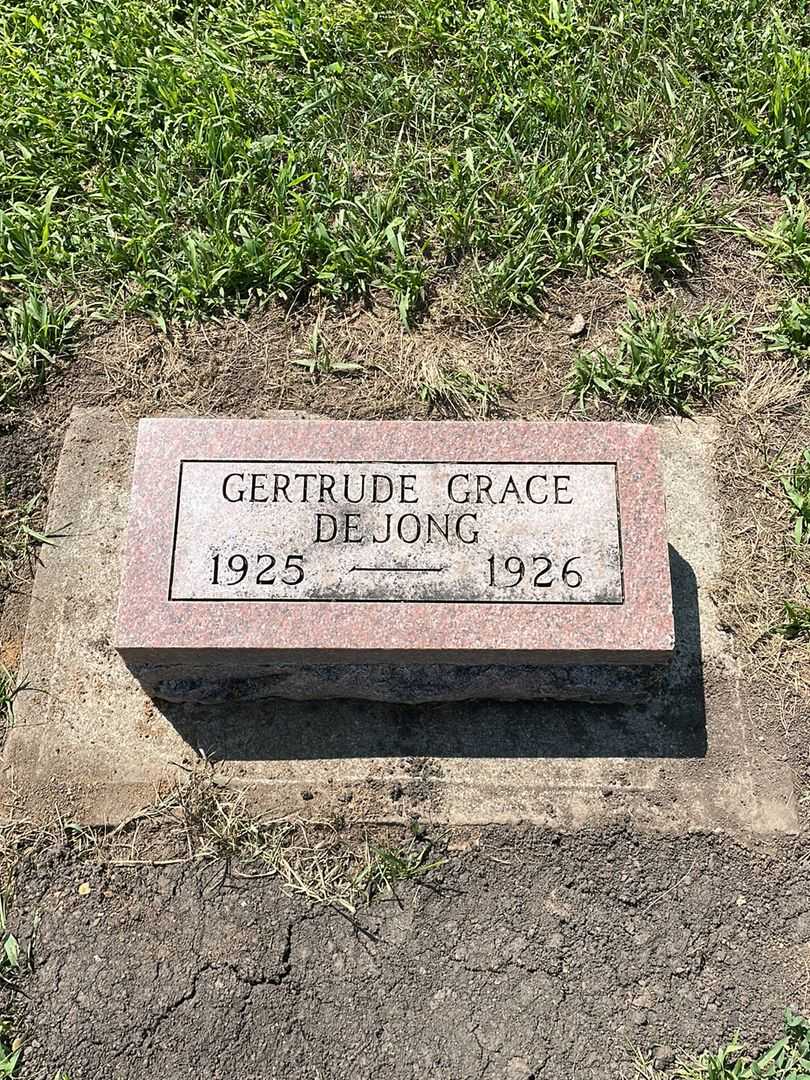 GERTRUDE GRACE
DE JONG
1925 — 1926